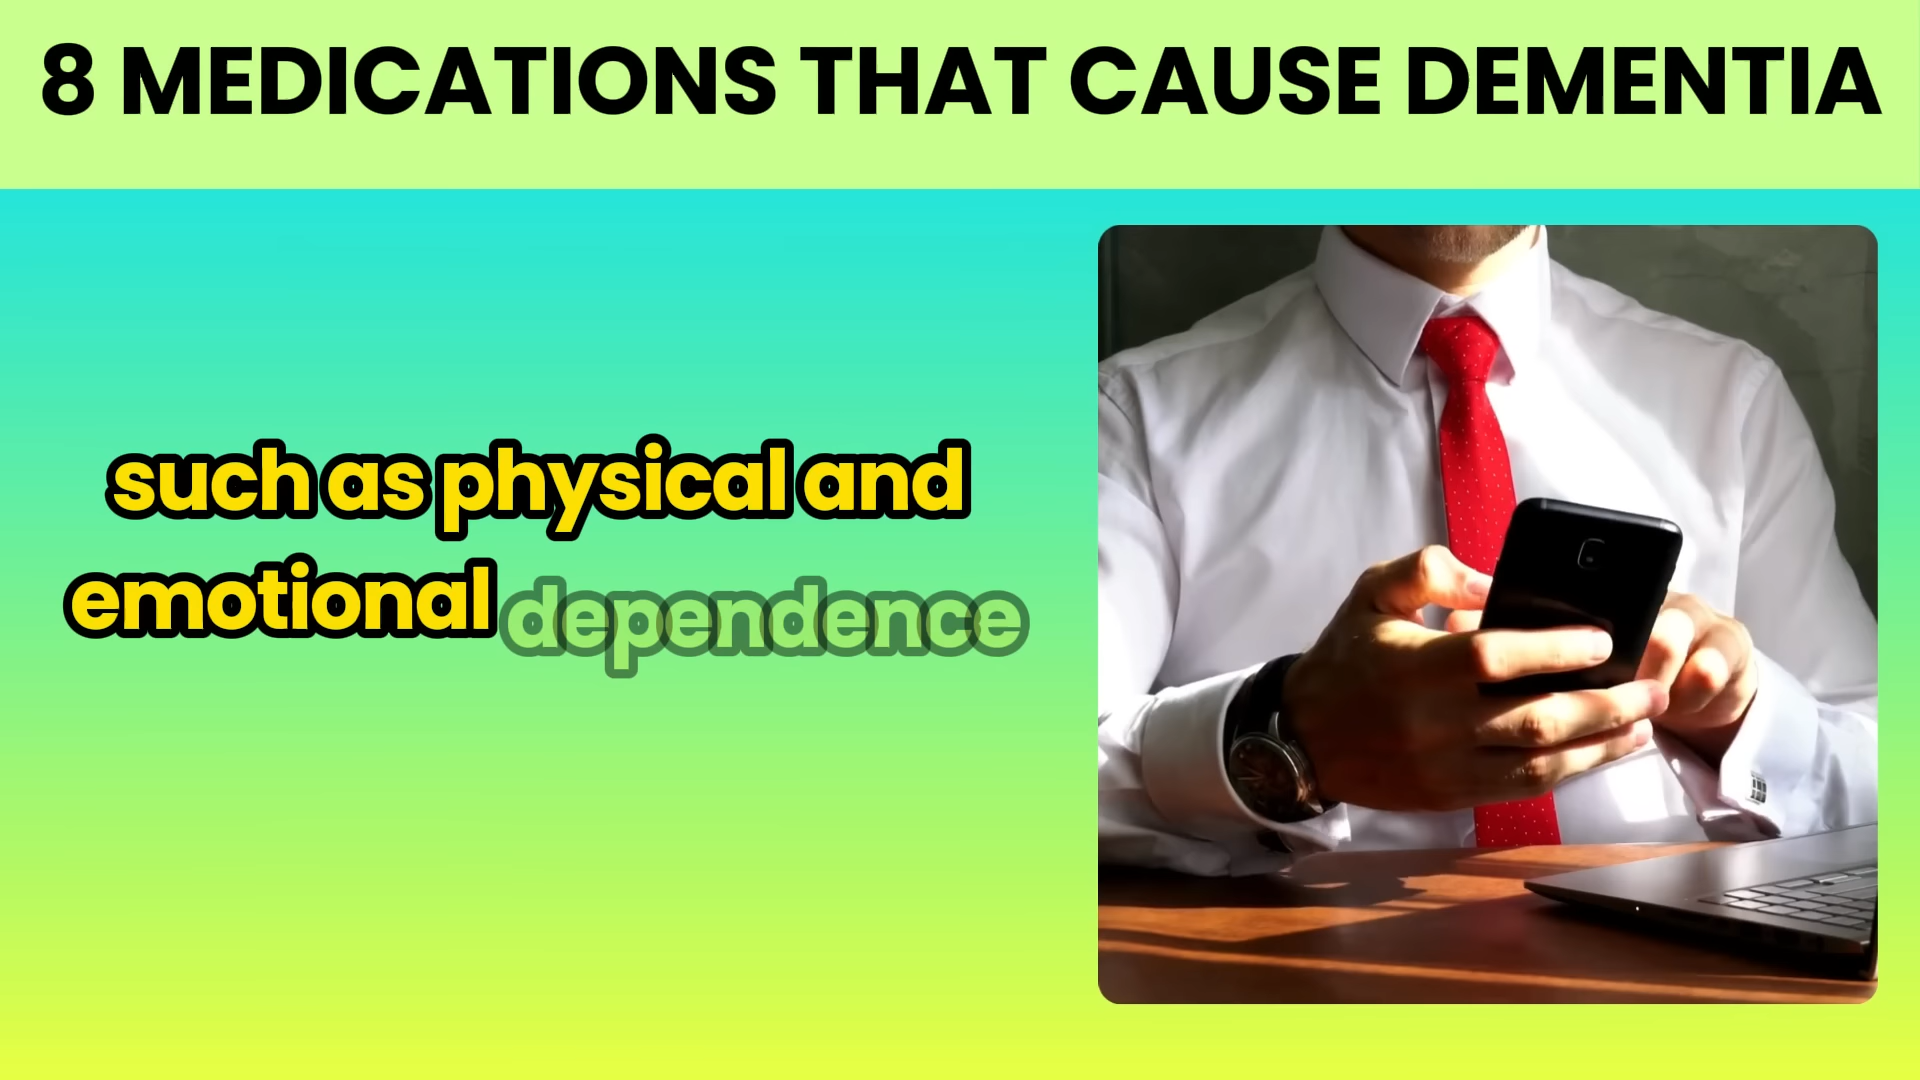 8 MEDICATIONS THAT CAUSE DEMENTIA
such as physical and
emotional dependence